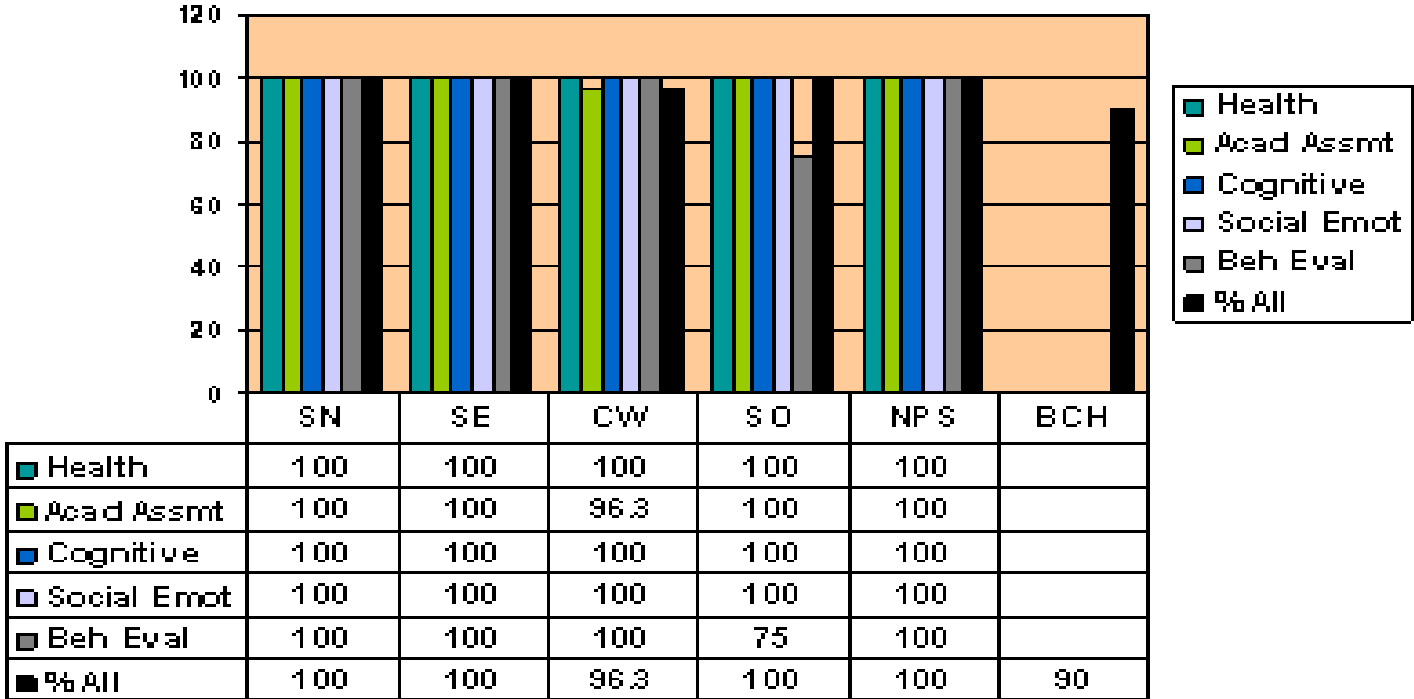 120
100
80
60
40
20
0
Health
Acad Assmt
Cognitive
Social Emot
Beh Eval
% All
SN SE CW SO NPS BCH
Health 100 100 100 100 100
Acad Assmt 100 100 96.3 100 100
Cognitive 100 100 100 100 100
Social Emot 100 100 100 100 100
Beh Eval 100 100 100 75 100
% All 100 100 96.3 100 100 90